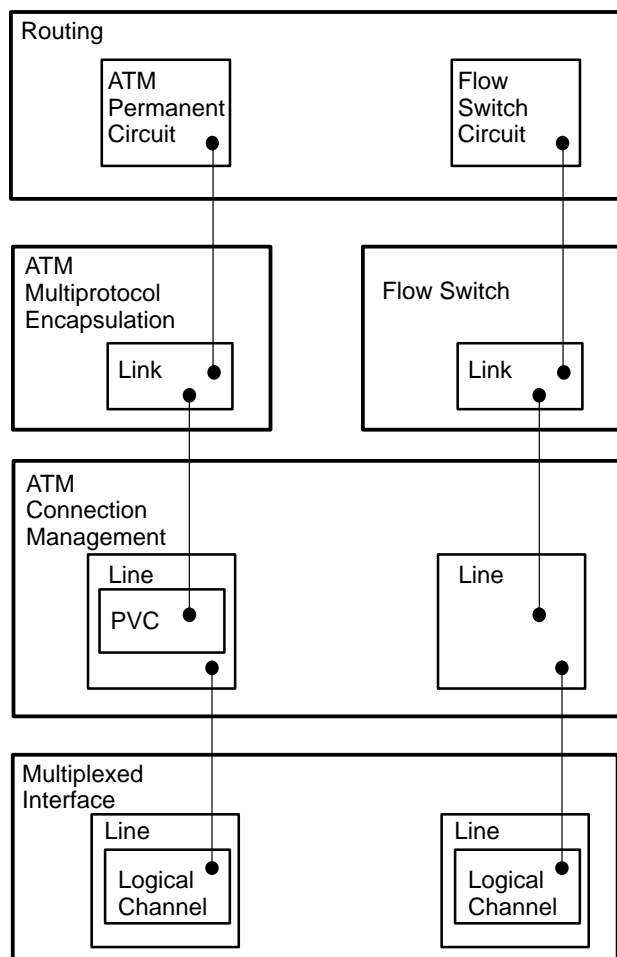 Routing
ATM
Permanent
Circuit
Flow
Switch
Circuit
ATM
Multiprotocol
Encapsulation
Link
Flow Switch
Link
ATM
Connection
Management
Line
PVC
Line
Multiplexed
Interface
Line
Logical
Channel
Line
Logical
Channel